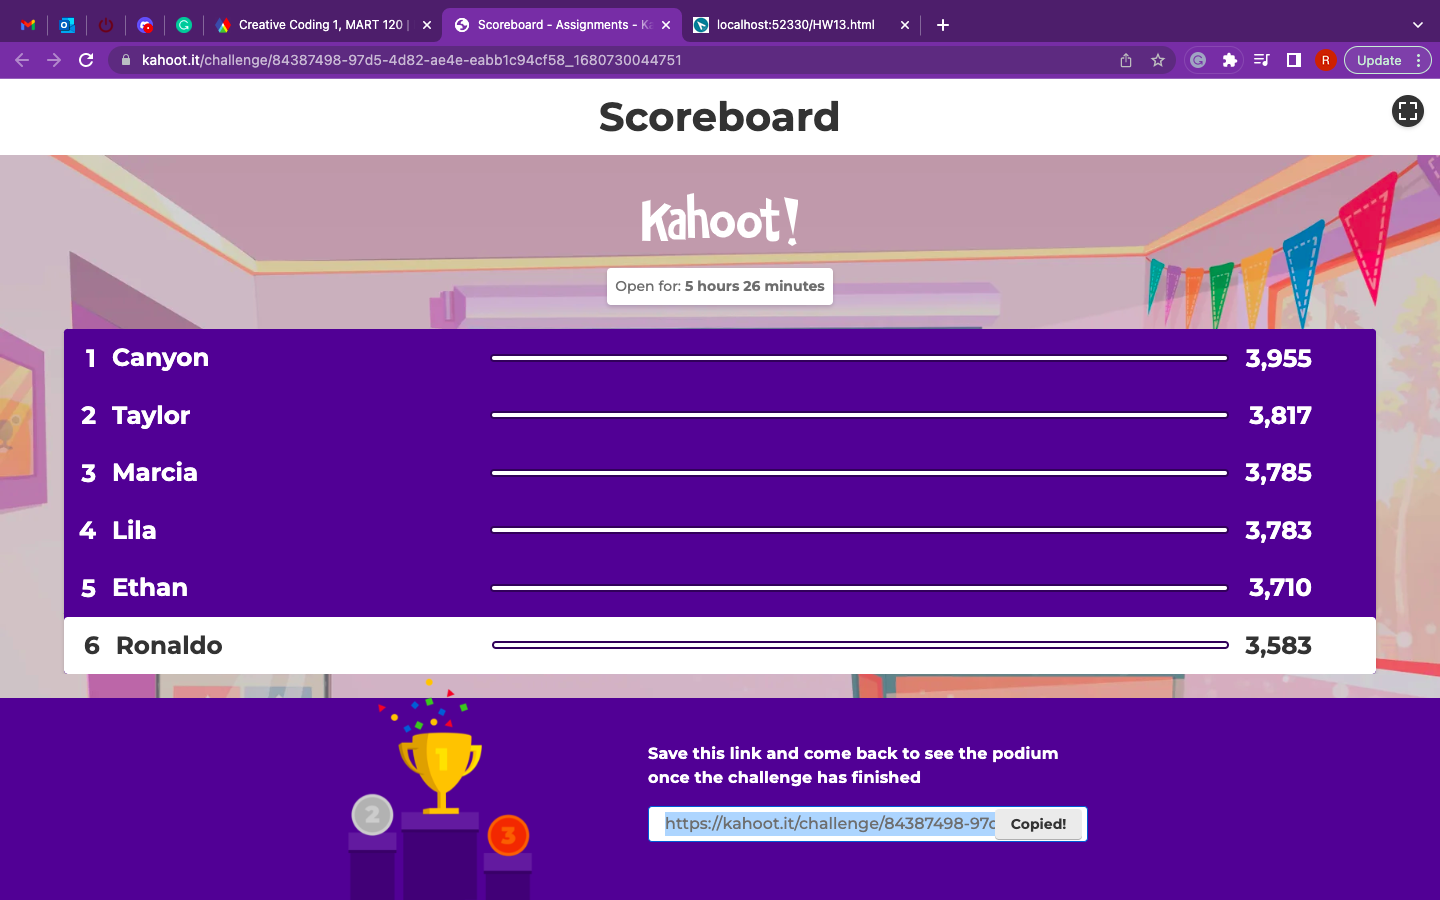 Creative Coding 1, MART 120 |
Scoreboard - Assignments - Ka
localhost:52330/HW13.html
kahoot.it/challenge/84387498-97d5-4d82-ae4e-eabb1c94cf58_1680730044751
R
Update
Scoreboard
Kahoot!
Open for: 5 hours 26 minutes
1 Canyon 3,955
2 Taylor 3,817
3 Marcia 3,785
4 Lila 3,783
5 Ethan 3,710
6 Ronaldo 3,583
1
2
3
Save this link and come back to see the podium
once the challenge has finished
https://kahoot.it/challenge/84387498-97d Copied!